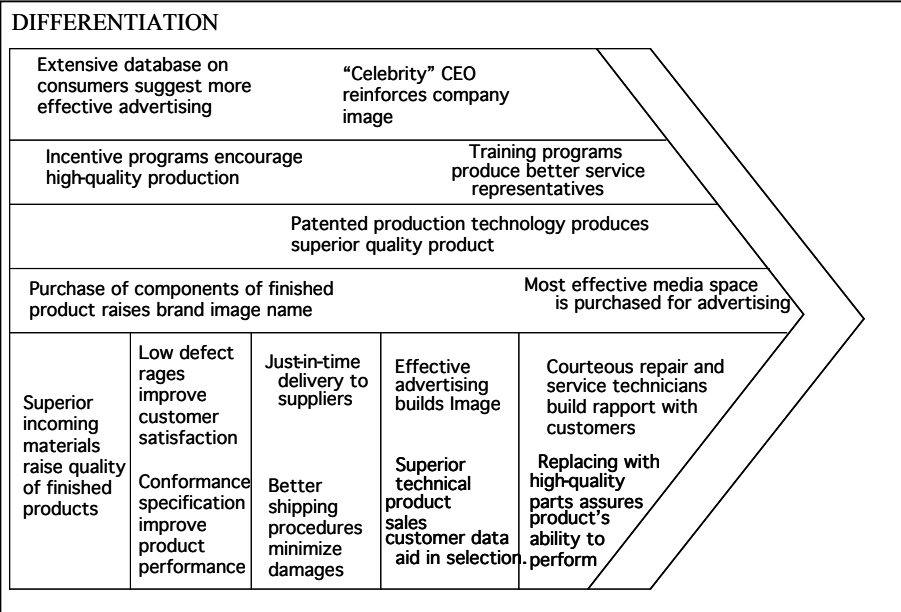 DIFFERENTIATION
Extensive database on
consumers suggest more
effective advertising
“Celebrity” CEO
reinforces company
image
Incentive programs encourage
high-quality production
Training programs
produce better service
representatives
Patented production technology produces
superior quality product
Purchase of components of finished
product raises brand image name
Most effective media space
is purchased for advertising
Superior
incoming
materials
raise quality
of finished
products
Low defect
rages
improve
customer
satisfaction
Conformance
specification
improve
product
performance
Just-in-time
delivery to
suppliers
Better
shipping
procedures
minimize
damages
Effective
advertising
builds Image
Superior
technical
product
sales
customer data
aid in selection.
Courteous repair and
service technicians
build rapport with
customers
Replacing with
high-quality
parts assures
product’s
ability to
perform